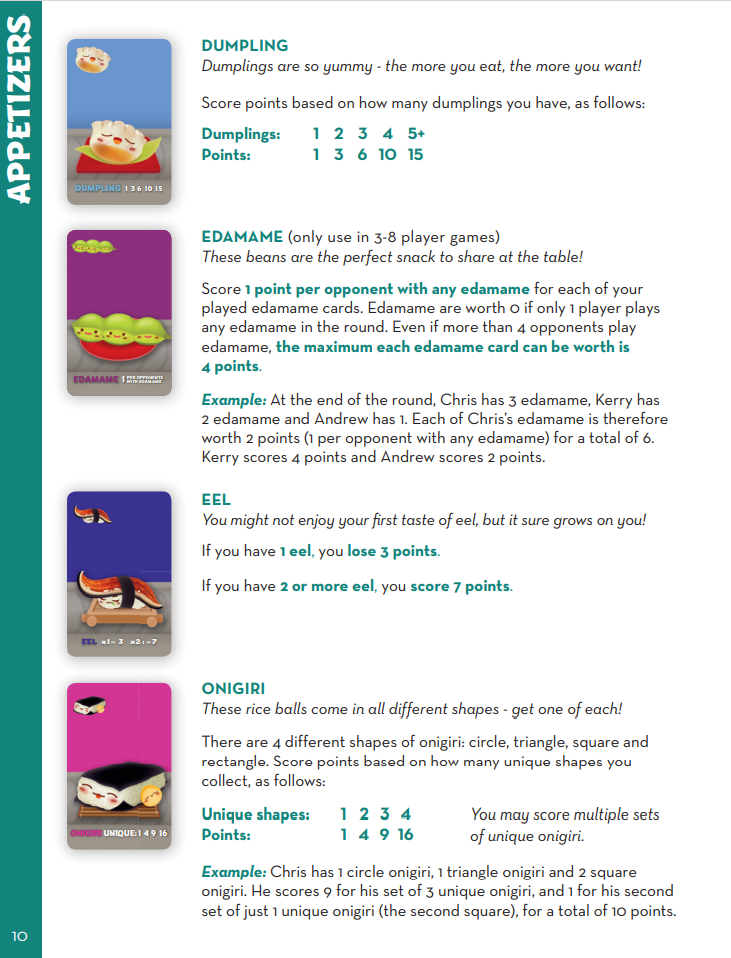 APPETIZERS
DUMPLING
Dumplings are so yummy - the more you eat, the more you want!
Score points based on how many dumplings you have, as follows:
Dumplings: 1 2 3 4 5+
Points: 1 3 6 10 15
DUMPLING 1 3 6 10 15
EDAMAME (only use in 3-8 player games)
These beans are the perfect snack to share at the table!
Score 1 point per opponent with any edamame for each of your
played edamame cards. Edamame are worth 0 if only 1 player plays
any edamame in the round. Even if more than 4 opponents play
edamame, the maximum each edamame card can be worth is
4 points.
EDAMAME 1 PER OPPONENTS
WITH EDAMAME
Example: At the end of the round, Chris has 3 edamame, Kerry has
2 edamame and Andrew has 1. Each of Chris's edamame is therefore
worth 2 points (1 per opponent with any edamame) for a total of 6.
Kerry scores 4 points and Andrew scores 2 points.
EEL
You might not enjoy your first taste of eel, but it sure grows on you!
If you have 1 eel, you lose 3 points.
If you have 2 or more eel, you score 7 points.
EEL x1=-3 x2+=7
ONIGIRI
These rice balls come in all different shapes - get one of each!
There are 4 different shapes of onigiri: circle, triangle, square and
rectangle. Score points based on how many unique shapes you
collect, as follows:
Unique shapes: 1 2 3 4
Points: 1 4 9 16
You may score multiple sets
of unique onigiri.
ONIGIRI UNIQUE: 1 4 9 16
Example: Chris has 1 circle onigiri, 1 triangle onigiri and 2 square
onigiri. He scores 9 for his set of 3 unique onigiri, and 1 for his second
set of just 1 unique onigiri (the second square), for a total of 10 points.
10